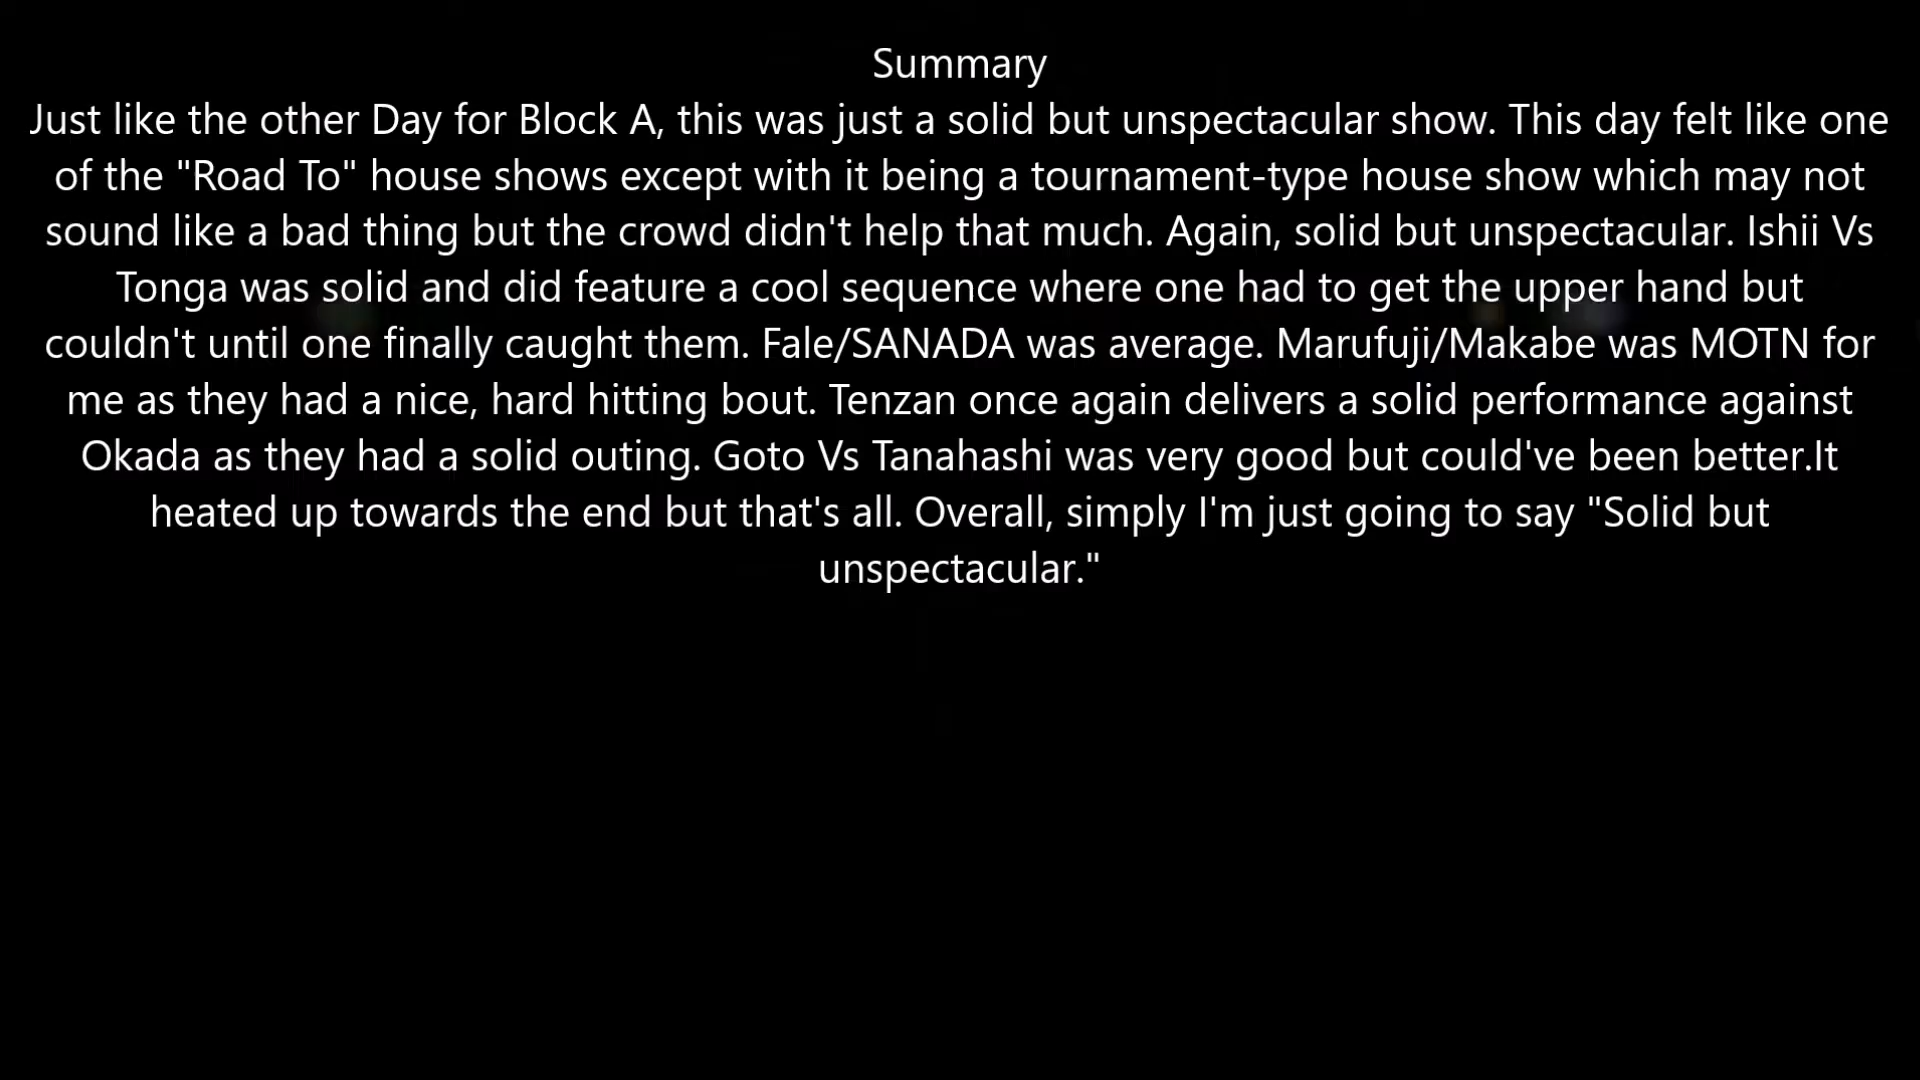 Summary
Just like the other Day for Block A, this was just a solid but unspectacular show. This day felt like one
of the "Road To" house shows except with it being a tournament-type house show which may not
sound like a bad thing but the crowd didn't help that much. Again, solid but unspectacular. Ishii Vs
Tonga was solid and did feature a cool sequence where one had to get the upper hand but
couldn't until one finally caught them. Fale/SANADA was average. Marufuji/Makabe was MOTN for
me as they had a nice, hard hitting bout. Tenzan once again delivers a solid performance against
Okada as they had a solid outing. Goto Vs Tanahashi was very good but could've been better.It
heated up towards the end but that's all. Overall, simply I'm just going to say "Solid but
unspectacular."